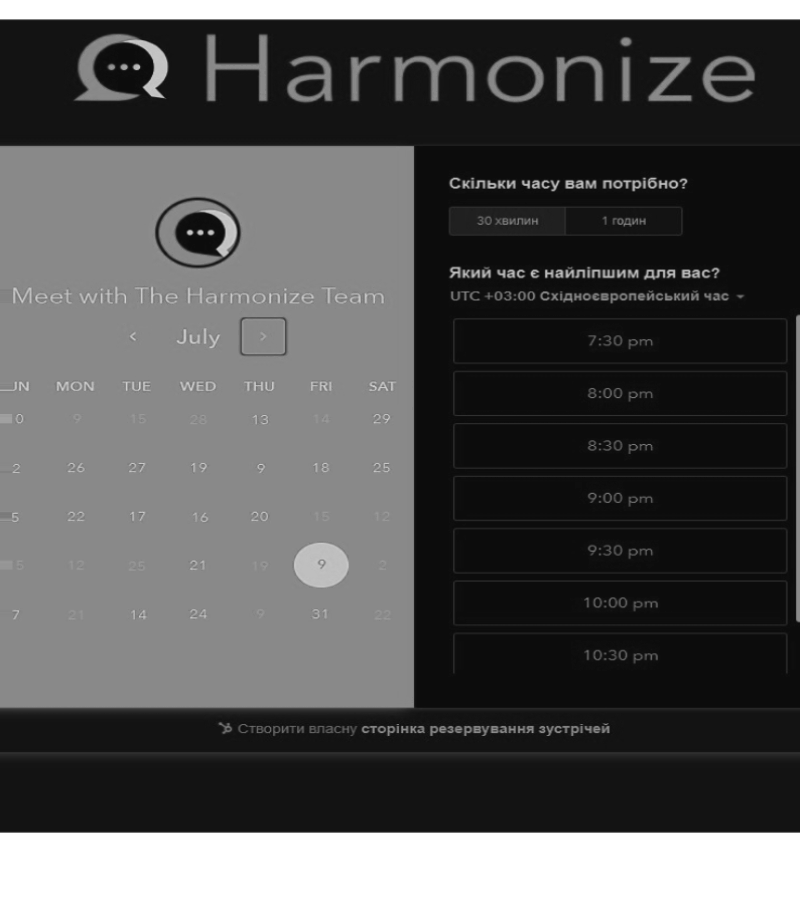 Harmonize
Meet with The Harmonize Team
< July >
UN MON TUE WED THU FRI SAT
0 9 15 28 13 14 29
2 26 27 19 9 18 25
5 22 17 16 20 15 12
5 12 25 21 19 9 2
7 21 14 24 9 31 22
Скільки часу вам потрібно?
30 хвилин 1 годин
Який час є найліпшим для вас?
UTC +03:00 Східноєвропейський час
7:30 pm
8:00 pm
8:30 pm
9:00 pm
9:30 pm
10:00 pm
10:30 pm
Створити власну сторінка резервування зустрічей